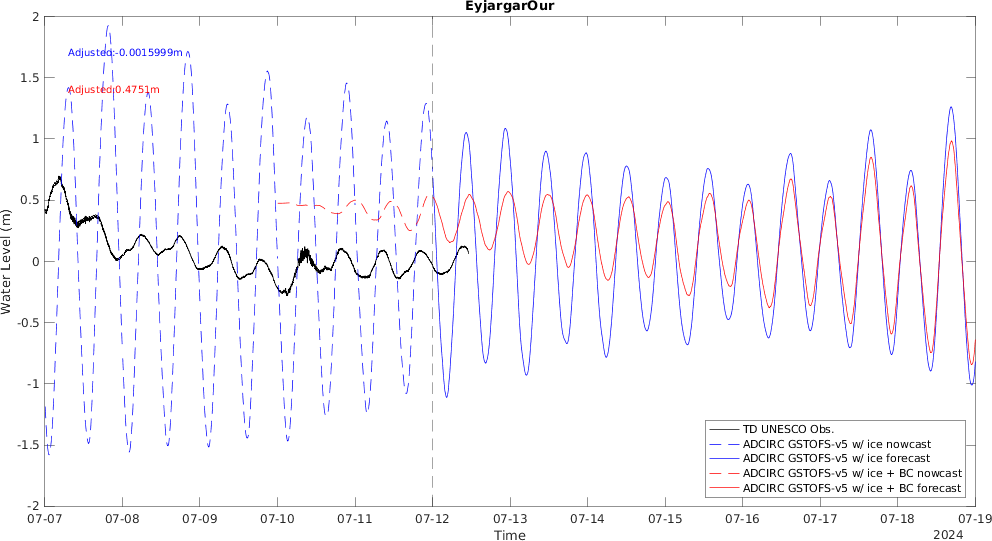 EyjargarOur
Adjusted:-0.0015999m
Adjusted:0.4751m
Water Level (m)
2
1.5
1
0.5
0
-0.5
-1
-1.5
-2
TD UNESCO Obs.
ADCIRC GSTOFS-v5 w/ ice nowcast
ADCIRC GSTOFS-v5 w/ ice forecast
ADCIRC GSTOFS-v5 w/ ice + BC nowcast
ADCIRC GSTOFS-v5 w/ ice + BC forecast
07-07 07-08 07-09 07-10 07-11 07-12 07-13 07-14 07-15 07-16 07-17 07-18 07-19
Time
2024